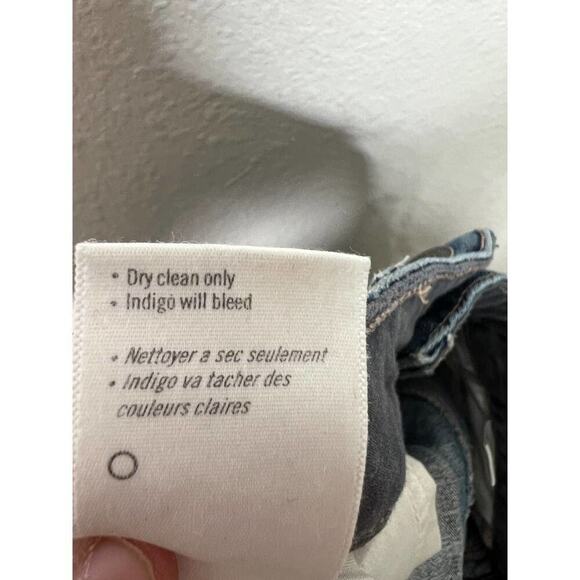 • Dry clean only
• Indigo will bleed
• Nettoyer a sec seulement
• Indigo va tacher des
couleurs claires